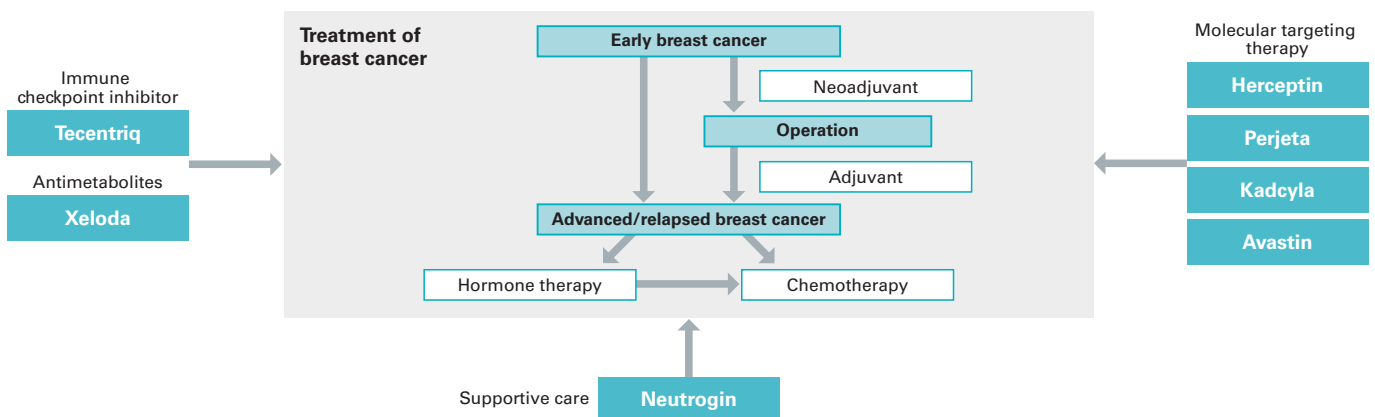 Treatment of
breast cancer
Immune
checkpoint inhibitor
Tecentriq
Antimetabolites
Xeloda
Early breast cancer
Neoadjuvant
Operation
Adjuvant
Advanced/relapsed breast cancer
Hormone therapy
Chemotherapy
Molecular targeting
therapy
Herceptin
Perjeta
Kadcyla
Avastin
Supportive care
Neutrogin